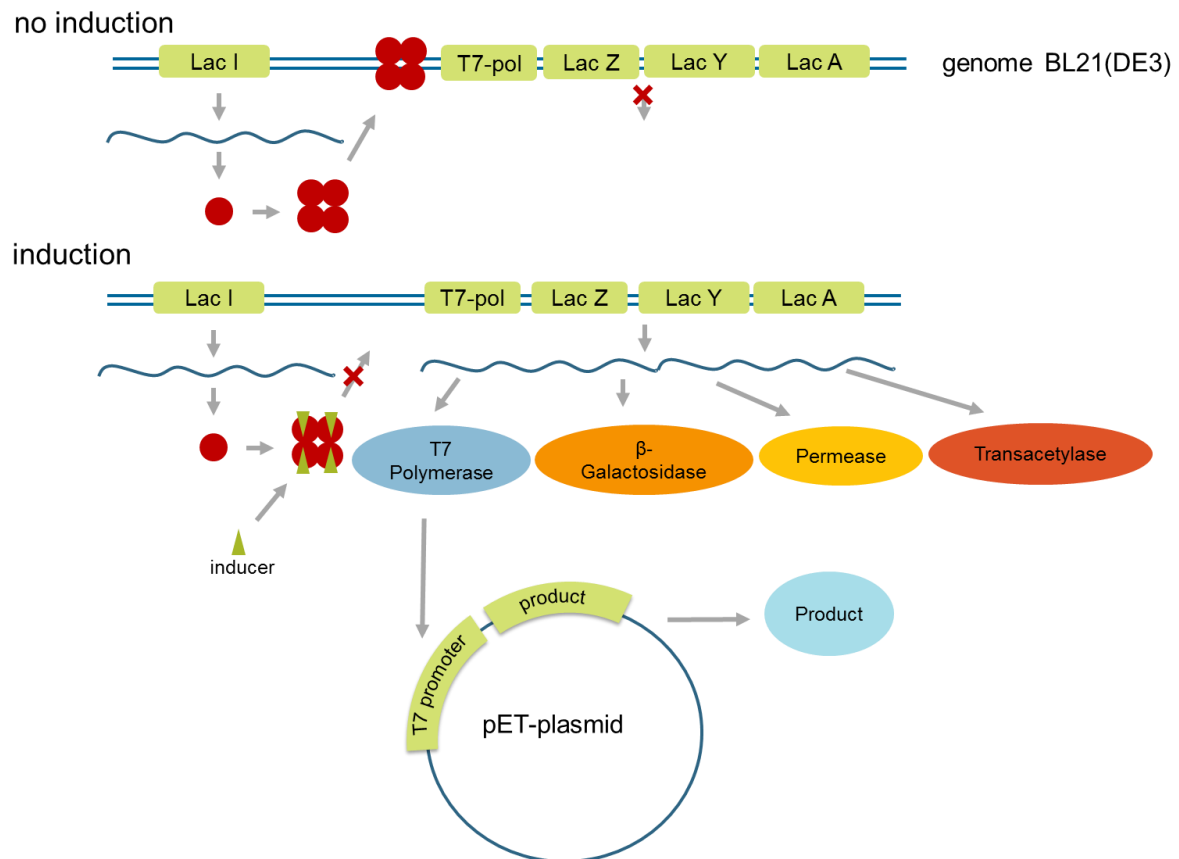 no induction
Lac I
T7-pol
Lac Z
Lac Y
Lac A
genome BL21(DE3)
induction
Lac I
T7-pol
Lac Z
Lac Y
Lac A
T7
Polymerase
β-
Galactosidase
Permease
Transacetylase
inducer
product
Product
T7 promoter
pET-plasmid